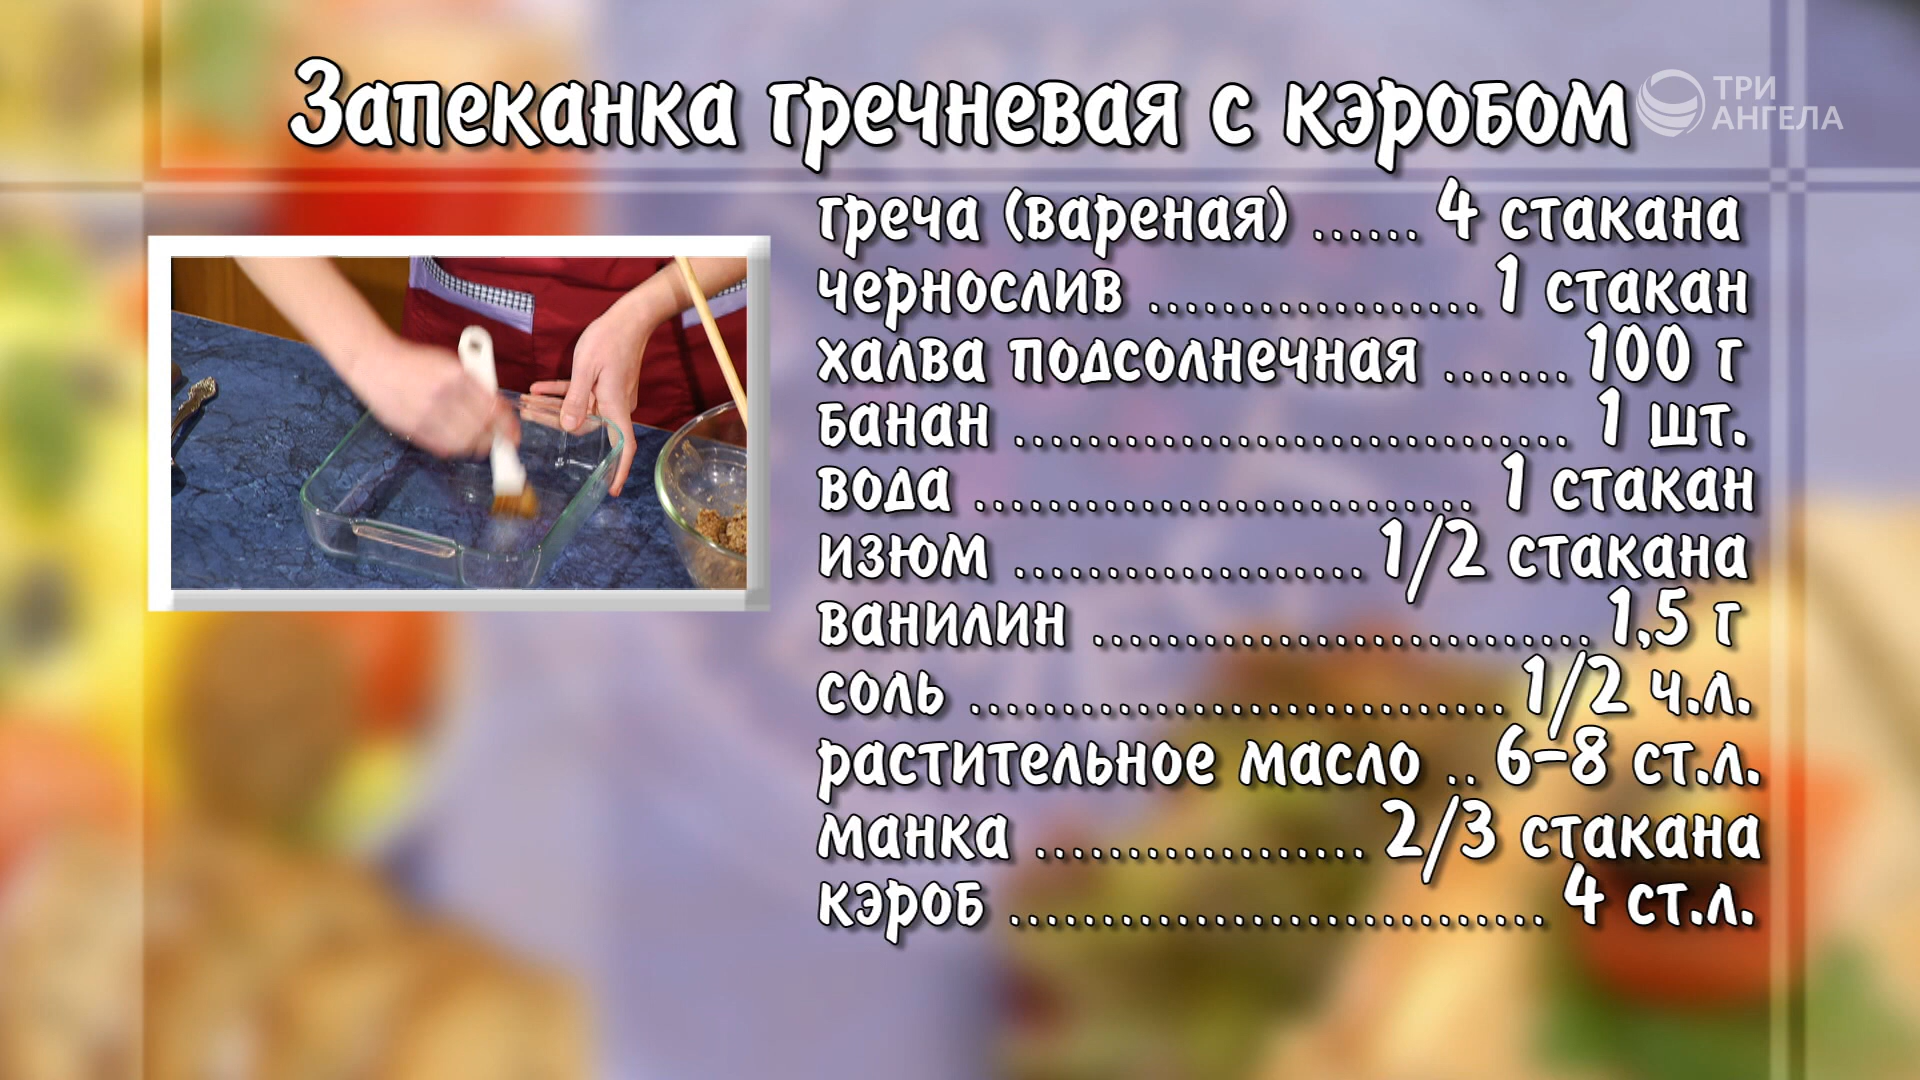 Запеканка гречневая с кэробом
ТРИ
АНГЕЛА
греча (вареная) ...... 4 стакана
чернослив .................. 1 стакан
халва подсолнечная ....... 100 г
банан .............................. 1 шт.
вода ........................... 1 стакан
изюм ................... 1/2 стакана
ванилин ........................... 1,5 г
соль ............................. 1/2 ч.л.
растительное масло .. 6-8 ст.л.
манка .................. 2/3 стакана
кэроб ............................. 4 ст.л.